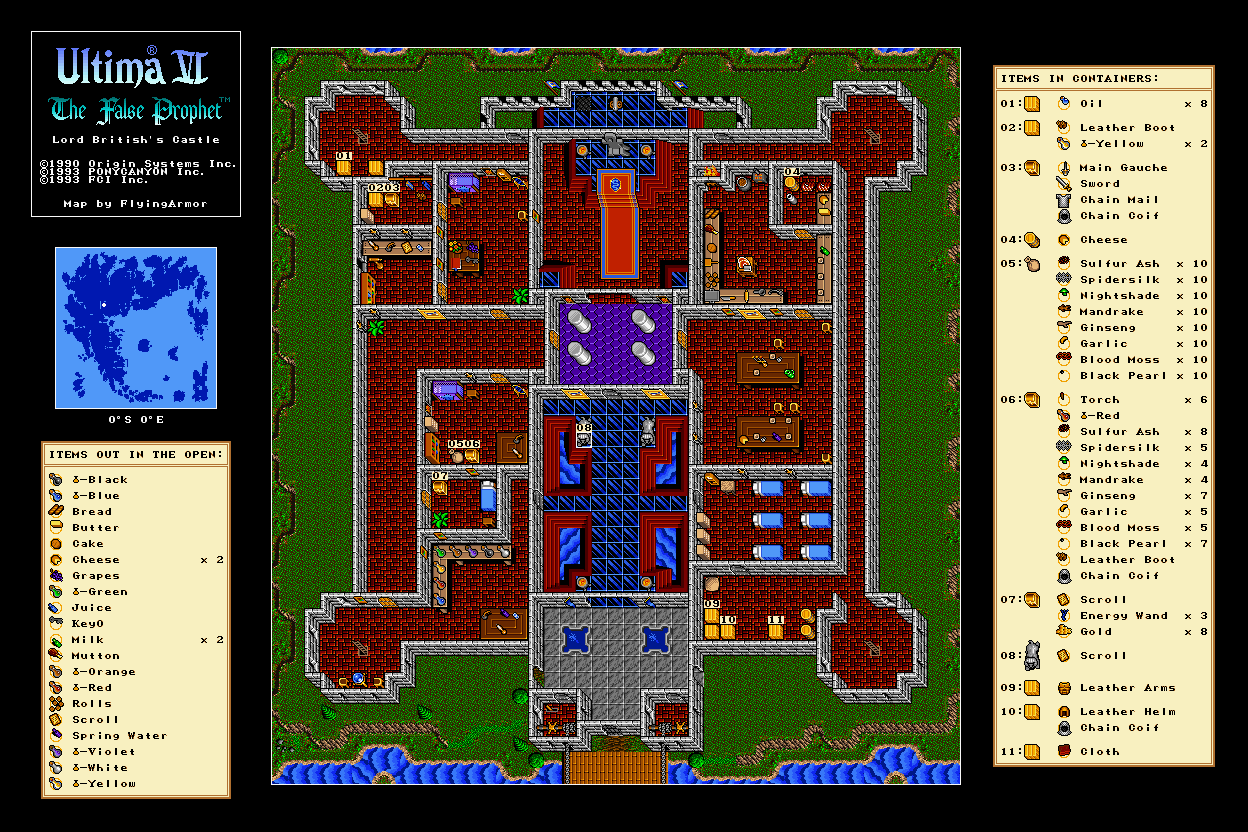 Ultima® VI
The False Prophet™
Lord British's Castle
©1990 Origin Systems Inc.
©1993 PONYCANYON Inc.
©1993 FCI Inc.
Map by FlyingArmor
0°S 0°E
ITEMS OUT IN THE OPEN:
δ-Black
δ-Blue
Bread
Butter
Cake
Cheese x 2
Grapes
δ-Green
Juice
Key0
Milk x 2
Mutton
δ-Orange
δ-Red
Rolls
Scroll
Spring Water
δ-Violet
δ-White
δ-Yellow
01
02 03
04
05 06
07
08
09
10
11
ITEMS IN CONTAINERS:
01: Oil x 8
02: Leather Boot
δ-Yellow x 2
03: Main Gauche
Sword
Chain Mail
Chain Coif
04: Cheese
05: Sulfur Ash x 10
Spidersilk x 10
Nightshade x 10
Mandrake x 10
Ginseng x 10
Garlic x 10
Blood Moss x 10
Black Pearl x 10
06: Torch x 6
δ-Red
Sulfur Ash x 8
Spidersilk x 5
Nightshade x 4
Mandrake x 4
Ginseng x 7
Garlic x 5
Blood Moss x 5
Black Pearl x 7
Leather Boot
Chain Coif
07: Scroll
Energy Wand x 3
Gold x 8
08: Scroll
09: Leather Arms
10: Leather Helm
Chain Coif
11: Cloth